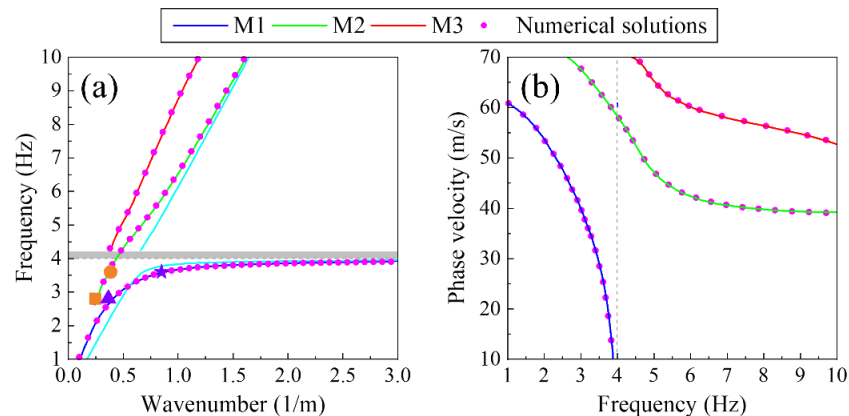 M1 M2 M3 Numerical solutions
(a)
Frequency (Hz)
10
9
8
7
6
5
4
3
2
1
0.0 0.5 1.0 1.5 2.0 2.5 3.0
Wavenumber (1/m)
(b)
Phase velocity (m/s)
70
60
50
40
30
20
10
1 2 3 4 5 6 7 8 9 10
Frequency (Hz)